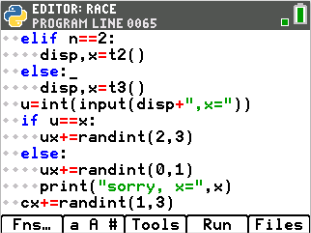 EDITOR: RACE
PROGRAM LINE 0065
elif n==2:
disp,x=t2()
else:_
disp,x=t3()
u=int(input(disp+",x="))
if u==x:
ux+=randint(2,3)
else:
ux+=randint(0,1)
print("sorry, x=",x)
cx+=randint(1,3)
Fns… a A # Tools Run Files